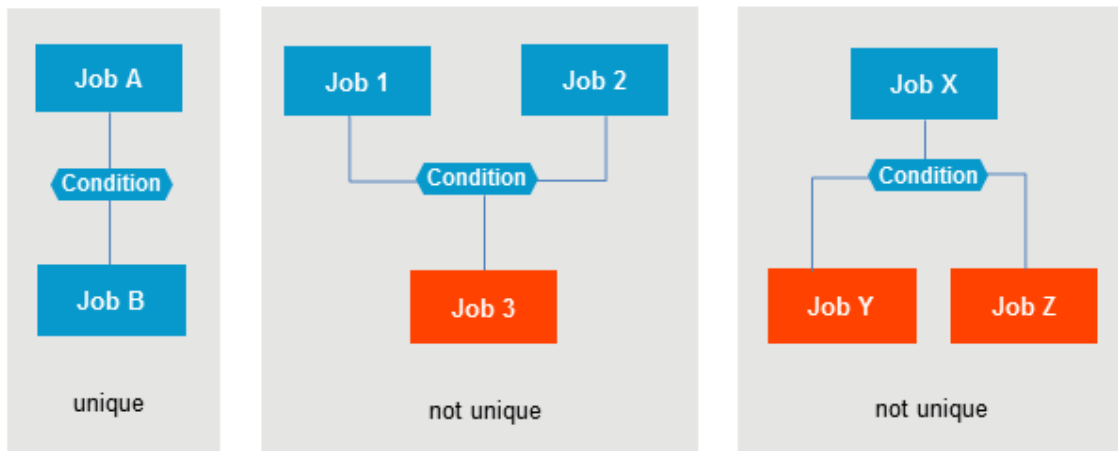 Job A
Condition
Job B
unique
Job 1
Job 2
Condition
Job 3
not unique
Job X
Condition
Job Y
Job Z
not unique